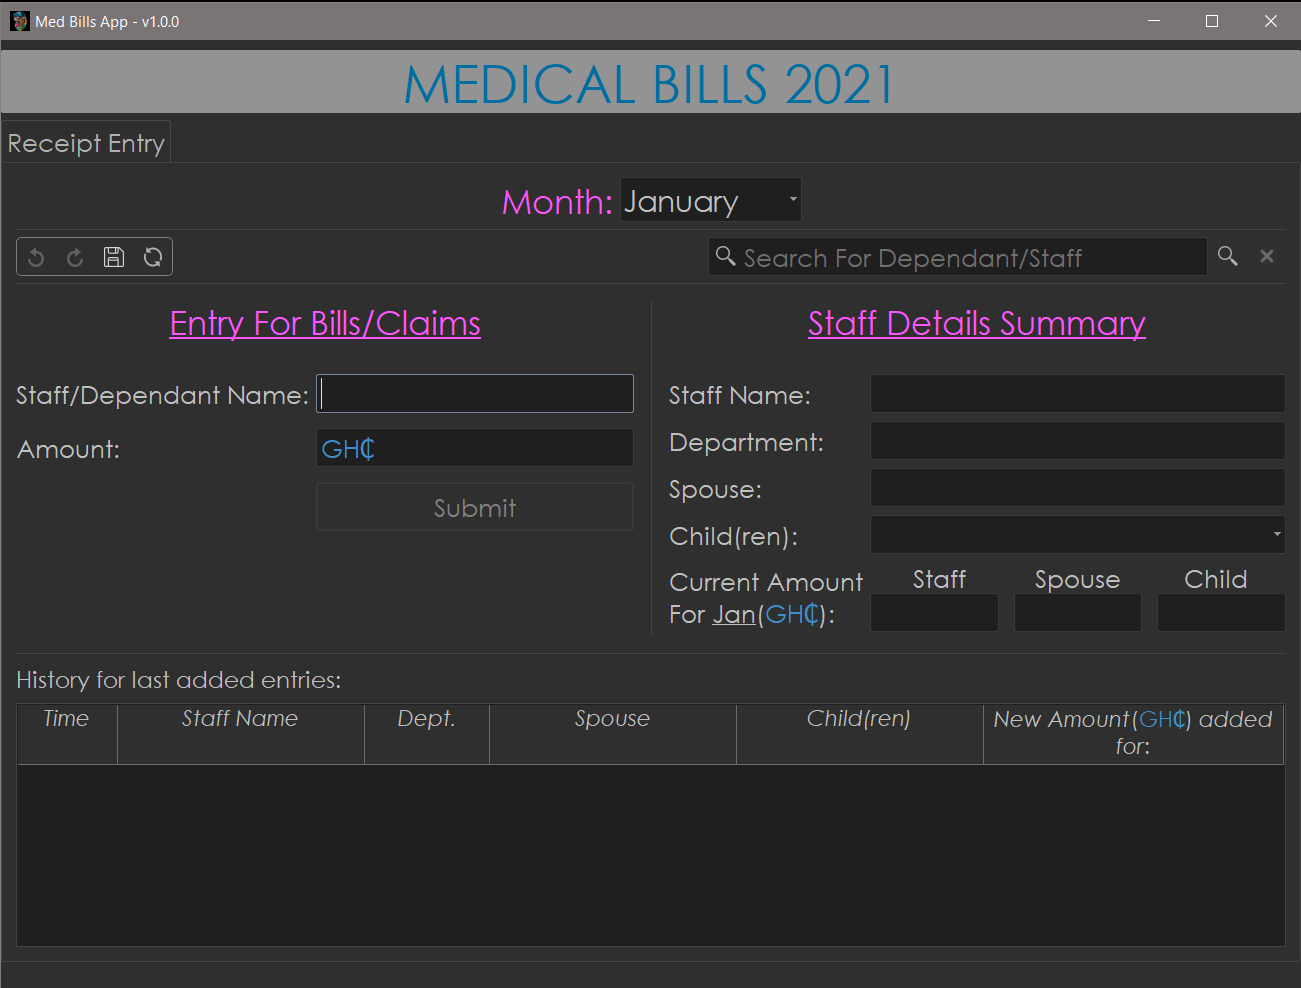 Med Bills App - v1.0.0
MEDICAL BILLS 2021
Receipt Entry
Month: January
Search For Dependant/Staff
Entry For Bills/Claims
Staff/Dependant Name:
Amount: GH₵
Submit
Staff Details Summary
Staff Name:
Department:
Spouse:
Child(ren):
Current Amount
For Jan(GH₵):
Staff Spouse Child
History for last added entries:
Time Staff Name Dept. Spouse Child(ren) New Amount(GH₵) added
for: